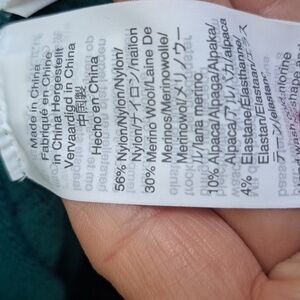 Made in China
Fabriqué en Chine
in China hergestellt
Vervaardigd in China
中国製
Hecho en China
56% Nylon/Nylon/Nylon/
Nylon/ナイロン/nailon
30% Merino Wool/Laine De
Merinos/Merinowolle/
Merinowol/メリノウー
ル/lana merino
10% Alpaca/Alpaga/Alpaka/
Alpaca/アルパカ/alpaca
4% Elastane/Élasthanne/
Elastan/Elastan/